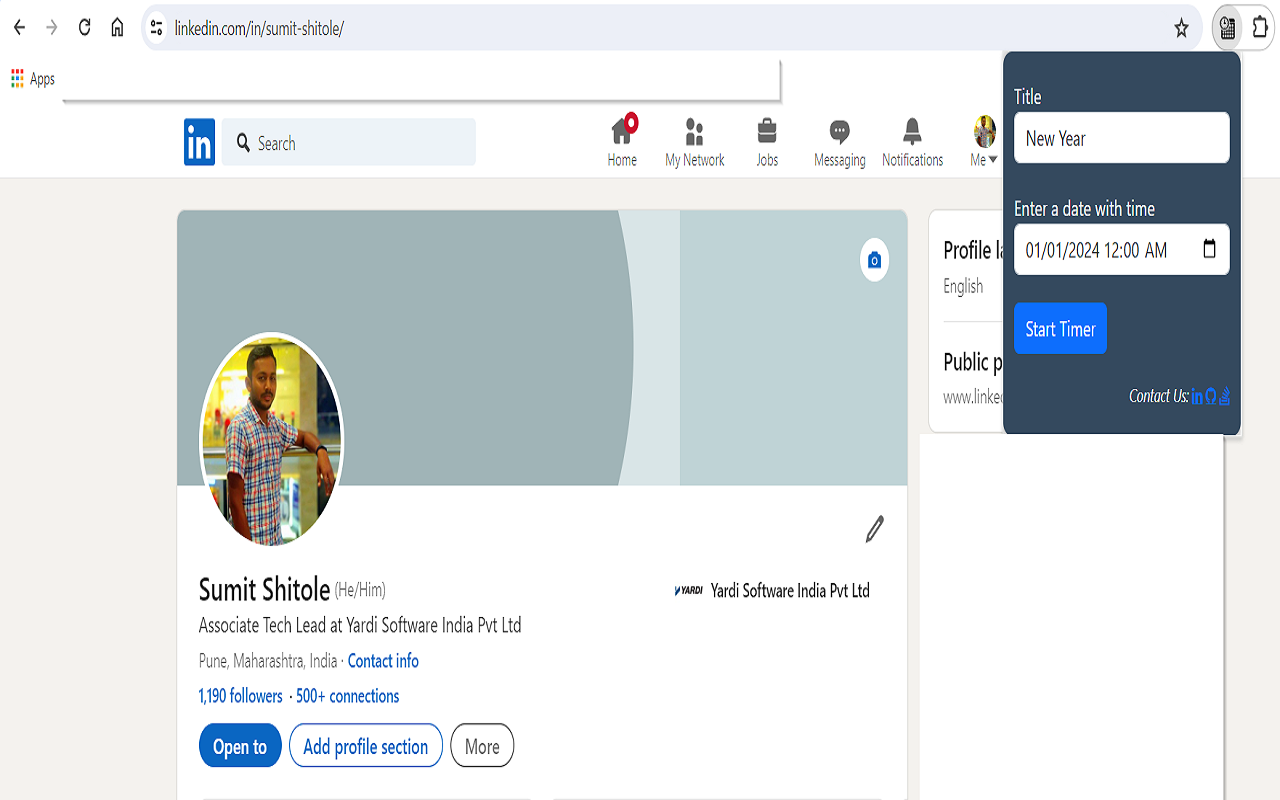 linkedin.com/in/sumit-shitole/
Apps
in
Search
Home
My Network
Jobs
Messaging
Notifications
Me
Title
New Year
Enter a date with time
01/01/2024 12:00 AM
Start Timer
Contact Us:
Profile la
English
Public p
www.linked
Sumit Shitole (He/Him)
YARDI Yardi Software India Pvt Ltd
Associate Tech Lead at Yardi Software India Pvt Ltd
Pune, Maharashtra, India · Contact info
1,190 followers · 500+ connections
Open to
Add profile section
More